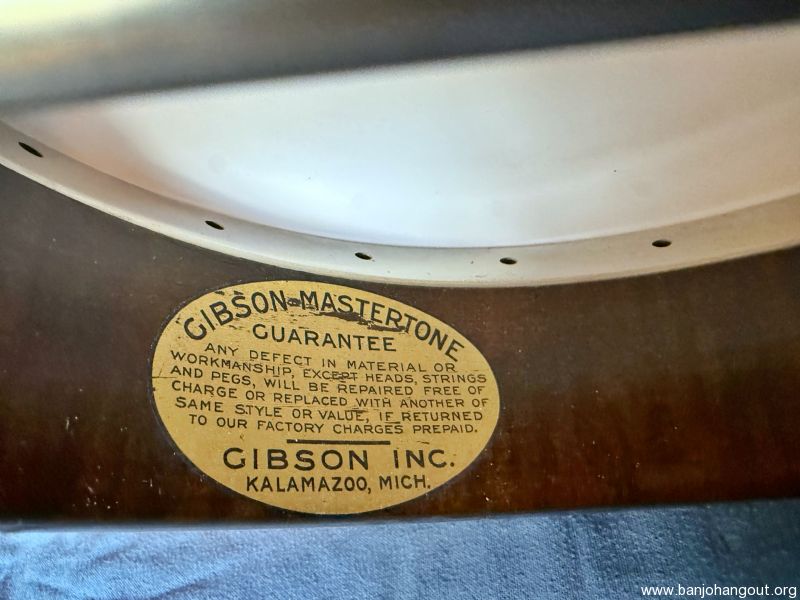 GIBSON-MASTERTONE
GUARANTEE
ANY DEFECT IN MATERIAL OR
WORKMANSHIP, EXCEPT HEADS, STRINGS
AND PEGS, WILL BE REPAIRED FREE OF
CHARGE OR REPLACED WITH ANOTHER OF
SAME STYLE OR VALUE, IF RETURNED
TO OUR FACTORY CHARGES PREPAID.
GIBSON INC.
KALAMAZOO, MICH.
www.banjohangout.org